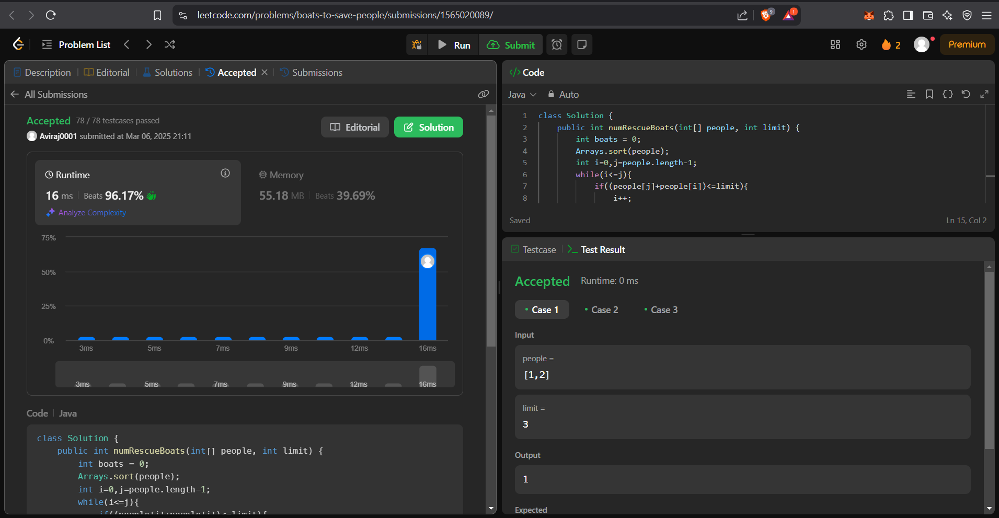 leetcode.com/problems/boats-to-save-people/submissions/1565020089/
9
1
Problem List
Run
Submit
2
Premium
Description
Editorial
Solutions
Accepted
Submissions
All Submissions
Accepted 78 / 78 testcases passed
Aviraj0001 submitted at Mar 06, 2025 21:11
Editorial
Solution
Runtime
16 ms
Beats 96.17%
Analyze Complexity
Memory
55.18 MB
Beats 39.69%
75%
50%
25%
0%
3ms 5ms 7ms 9ms 12ms 16ms
3ms 5ms 7ms 9ms 12ms 16ms
Code | Java
class Solution {
public int numRescueBoats(int[] people, int limit) {
int boats = 0;
Arrays.sort(people);
int i=0,j=people.length-1;
while(i<=j){
if((people[j]+people[i])<=limit){
</> Code
Java
Auto
1 class Solution {
2 public int numRescueBoats(int[] people, int limit) {
3 int boats = 0;
4 Arrays.sort(people);
5 int i=0,j=people.length-1;
6 while(i<=j){
7 if((people[j]+people[i])<=limit){
8 i++;
Saved
Ln 15, Col 2
Testcase
Test Result
Accepted Runtime: 0 ms
Case 1
Case 2
Case 3
Input
people =
[1,2]
limit =
3
Output
1
Expected